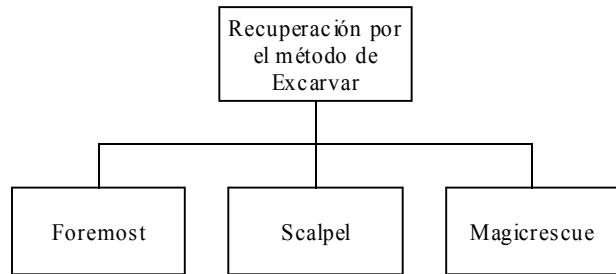 Recuperación por
el método de
Excarvar
Foremost
Scalpel
Magicrescue